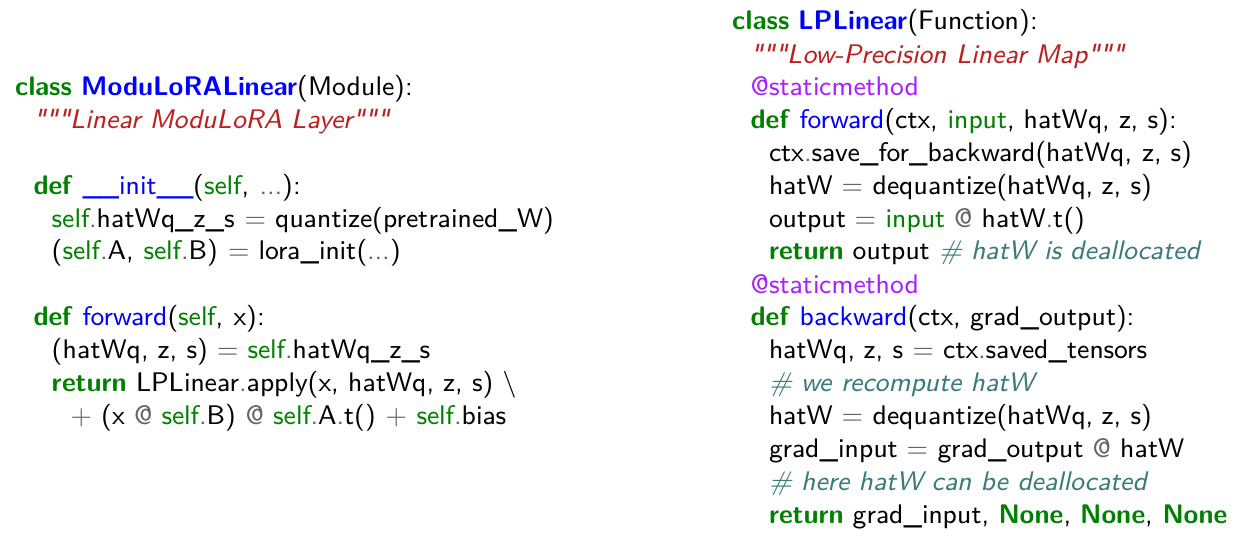 class ModuLoRALinear(Module):
"""Linear ModuLoRA Layer"""
def __init__(self, ...):
self.hatWq_z_s = quantize(pretrained_W)
(self.A, self.B) = lora_init(...)
def forward(self, x):
(hatWq, z, s) = self.hatWq_z_s
return LPLinear.apply(x, hatWq, z, s) \
+ (x @ self.B) @ self.A.t() + self.bias
class LPLinear(Function):
"""Low-Precision Linear Map"""
@staticmethod
def forward(ctx, input, hatWq, z, s):
ctx.save_for_backward(hatWq, z, s)
hatW = dequantize(hatWq, z, s)
output = input @ hatW.t()
return output # hatW is deallocated
@staticmethod
def backward(ctx, grad_output):
hatWq, z, s = ctx.saved_tensors
# we recompute hatW
hatW = dequantize(hatWq, z, s)
grad_input = grad_output @ hatW
# here hatW can be deallocated
return grad_input, None, None, None